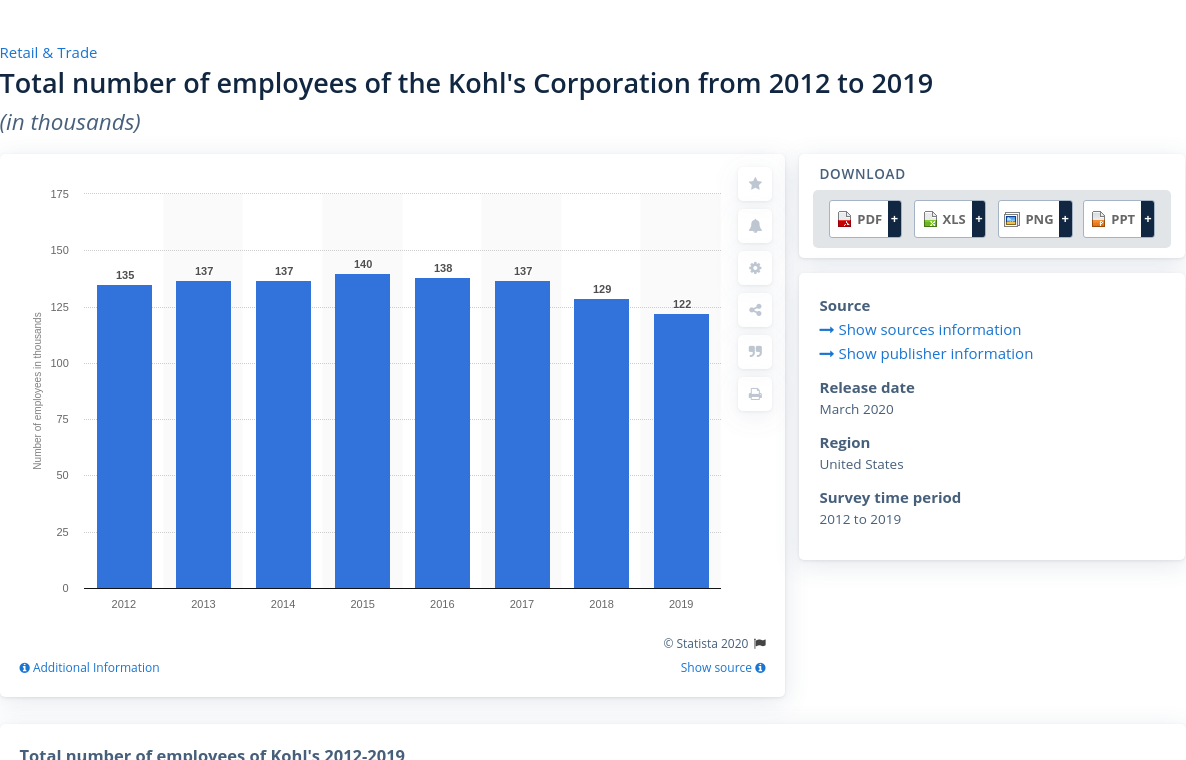 Retail & Trade
Total number of employees of the Kohl's Corporation from 2012 to 2019
(in thousands)
175
150
125
100
75
50
25
0
Number of employees in thousands
135
137
137
140
138
137
129
122
2012
2013
2014
2015
2016
2017
2018
2019
© Statista 2020
Additional Information
Show source
DOWNLOAD
PDF +
XLS +
PNG +
PPT +
Source
Show sources information
Show publisher information
Release date
March 2020
Region
United States
Survey time period
2012 to 2019
Total number of employees of Kohl's 2012-2019